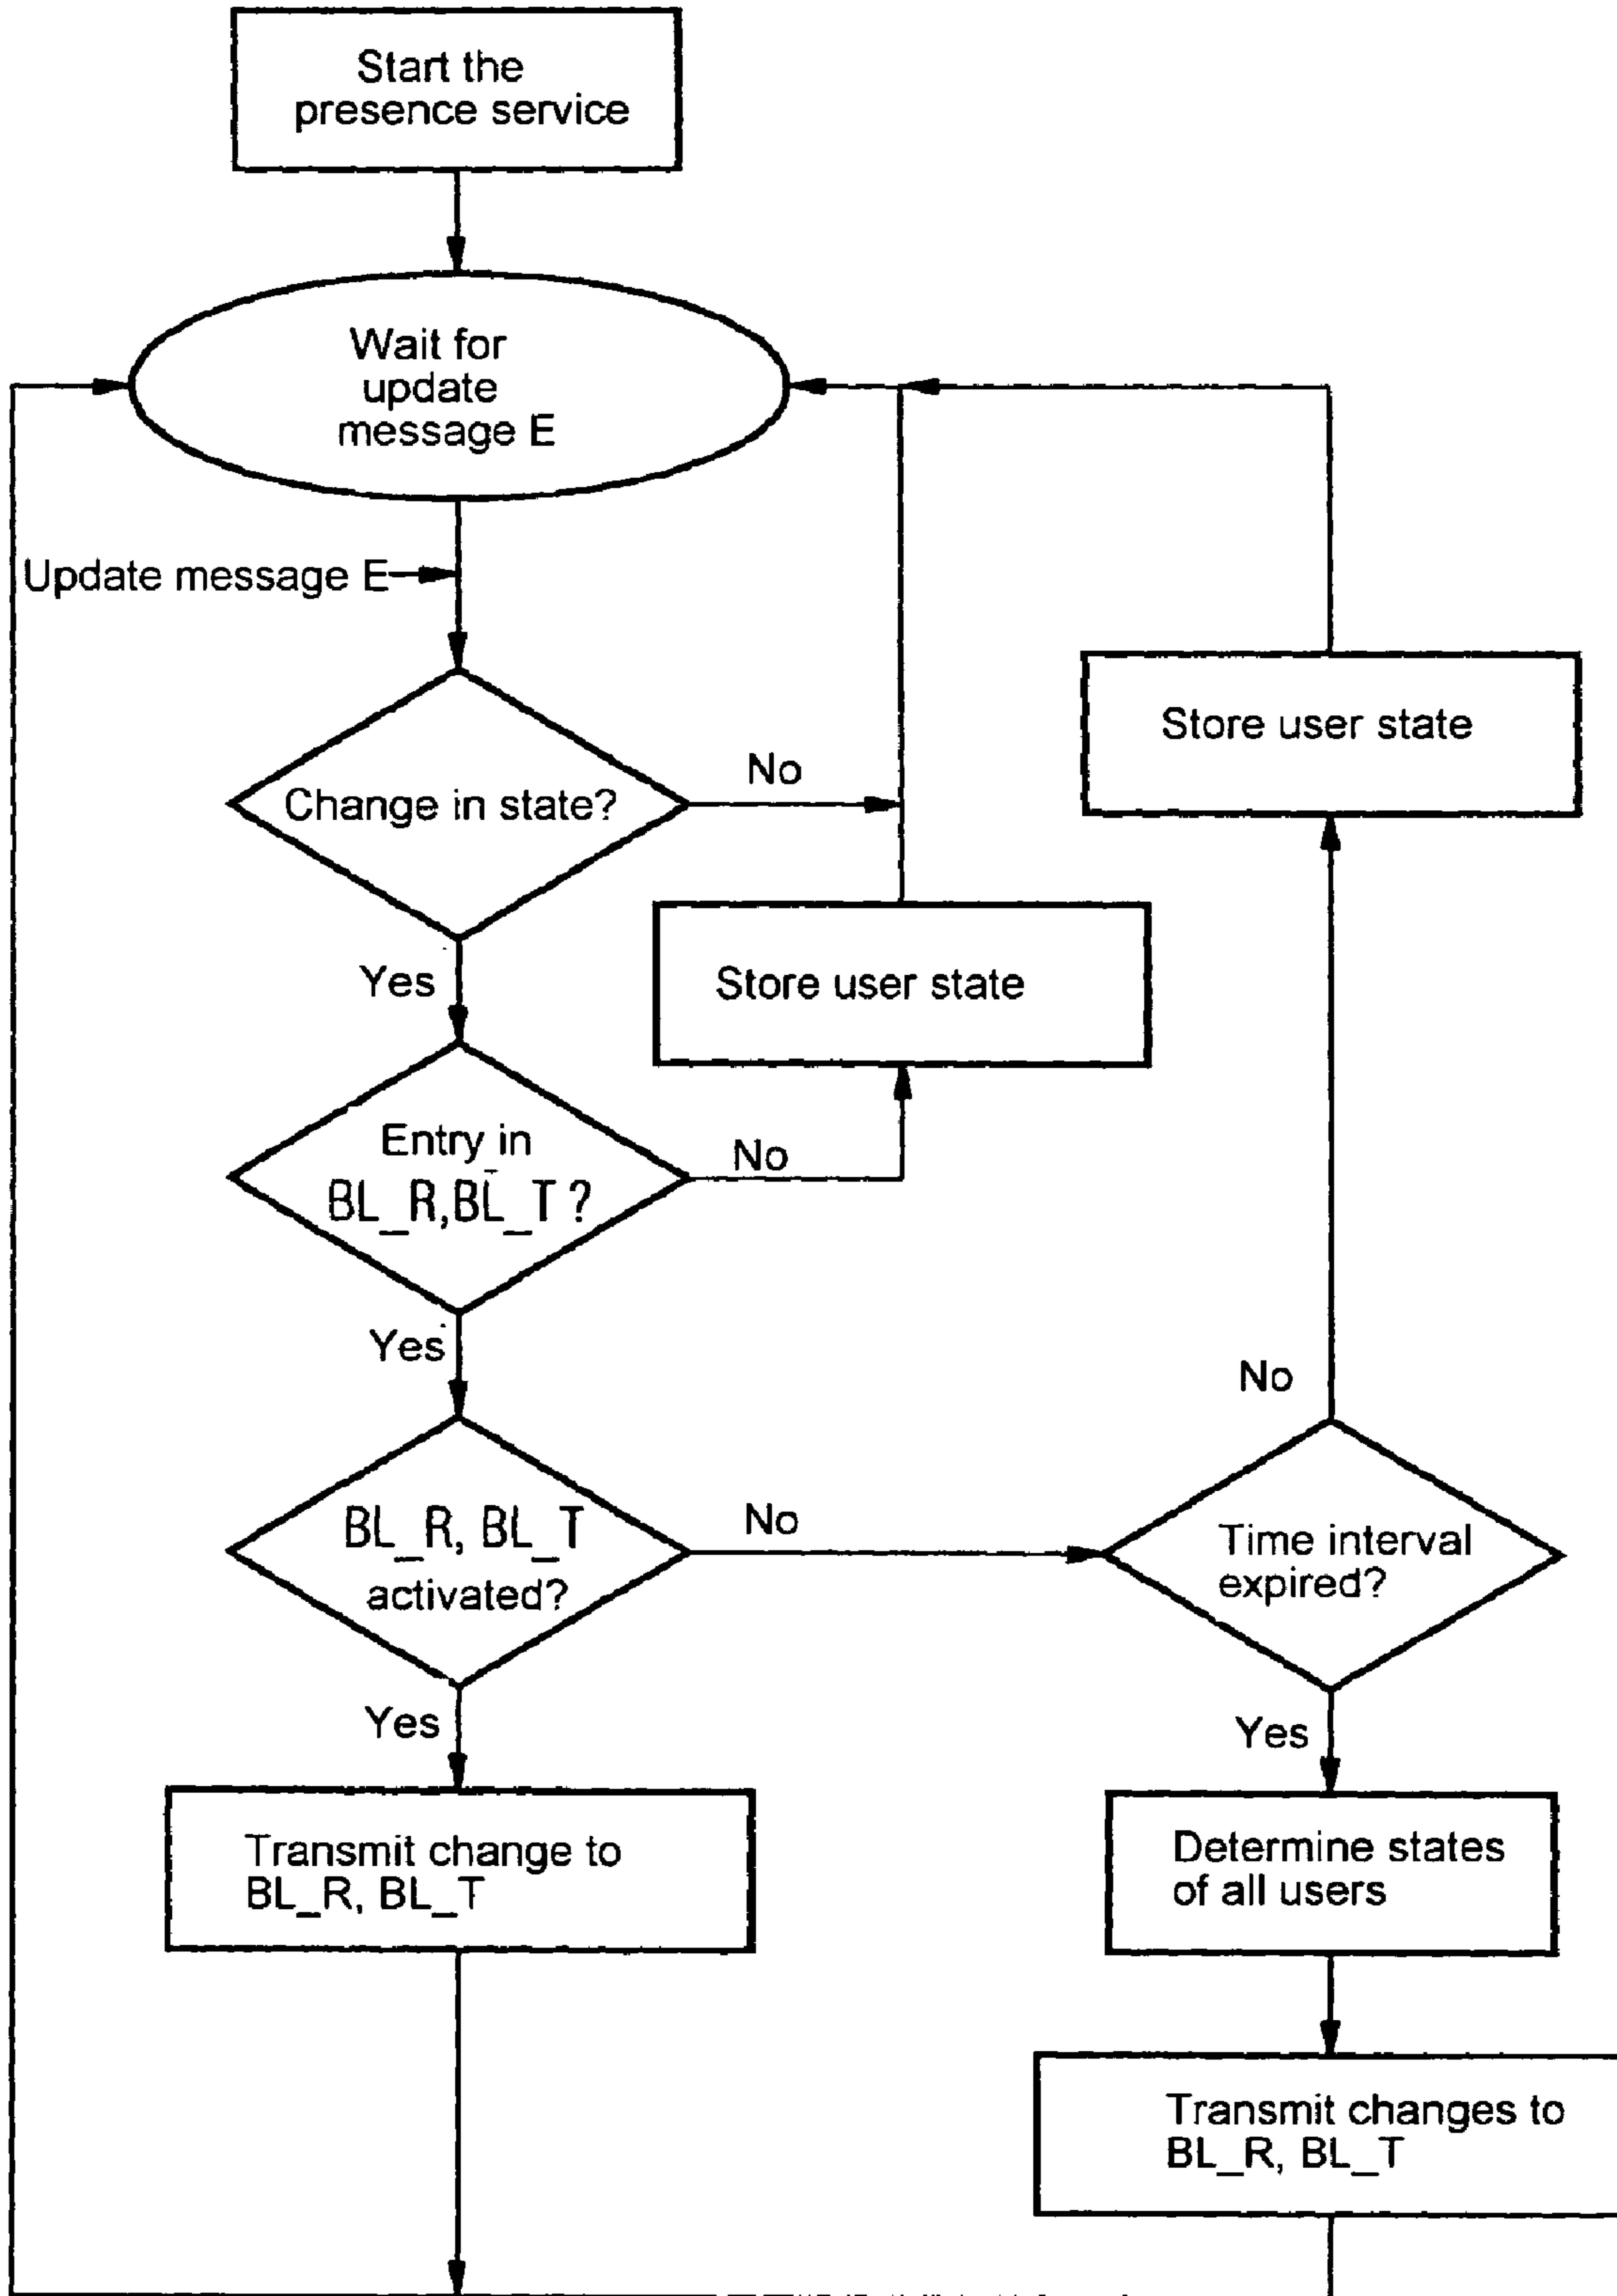 Start the
presence service
Wait for
update
message E
Update message E
Change in state?
No
Store user state
Yes
Store user state
Entry in
BL_R,BL_T ?
No
Yes
No
BL_R, BL_T
activated?
No
Time interval
expired?
Yes
Yes
Transmit change to
BL_R, BL_T
Determine states
of all users
Transmit changes to
BL_R, BL_T